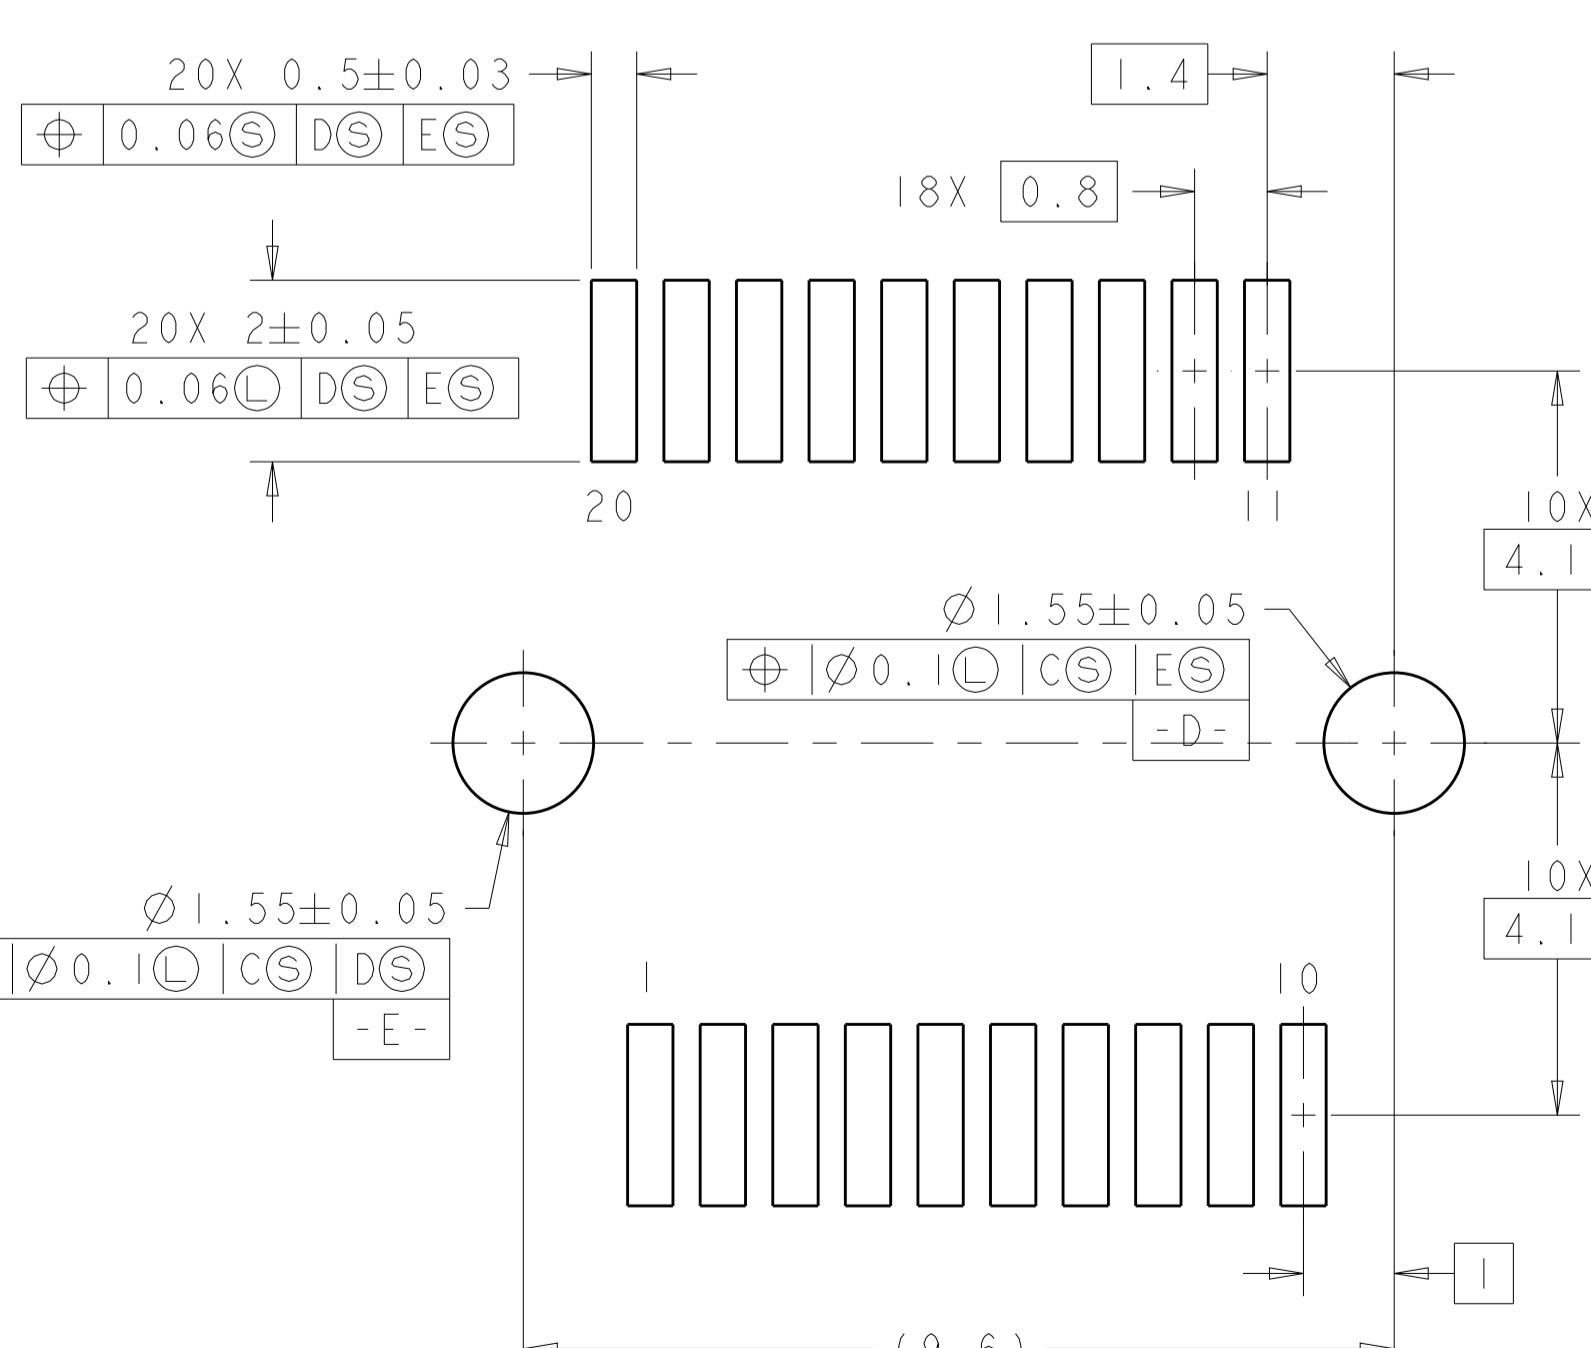 20X 0.5±0.03
⌖ 0.06Ⓢ DⓈ EⓈ
1.4
18X 0.8
20X 2±0.05
⌖ 0.06Ⓛ DⓈ EⓈ
20
11
10X
4.1
Ø1.55±0.05
⌖ Ø0.1Ⓛ CⓈ EⓈ
-D-
10X
4.1
Ø1.55±0.05
Ø0.1Ⓛ CⓈ DⓈ
-E-
1
10
1
(9.6)